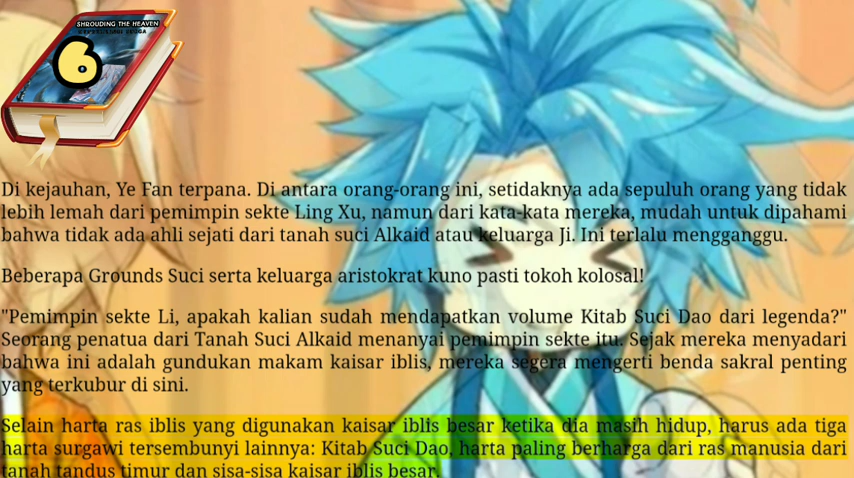 SHROUDING THE HEAVEN
6
Di kejauhan, Ye Fan terpana. Di antara orang-orang ini, setidaknya ada sepuluh orang yang tidak
lebih lemah dari pemimpin sekte Ling Xu, namun dari kata-kata mereka, mudah untuk dipahami
bahwa tidak ada ahli sejati dari tanah suci Alkaid atau keluarga Ji. Ini terlalu mengganggu.
Beberapa Grounds Suci serta keluarga aristokrat kuno pasti tokoh kolosal!
"Pemimpin sekte Li, apakah kalian sudah mendapatkan volume Kitab Suci Dao dari legenda?"
Seorang penatua dari Tanah Suci Alkaid menanyai pemimpin sekte itu. Sejak mereka menyadari
bahwa ini adalah gundukan makam kaisar iblis, mereka segera mengerti benda sakral penting
yang terkubur di sini.
Selain harta ras iblis yang digunakan kaisar iblis besar ketika dia masih hidup, harus ada tiga
harta surgawi tersembunyi lainnya: Kitab Suci Dao, harta paling berharga dari ras manusia dari
tanah tandus timur dan sisa-sisa kaisar iblis besar.